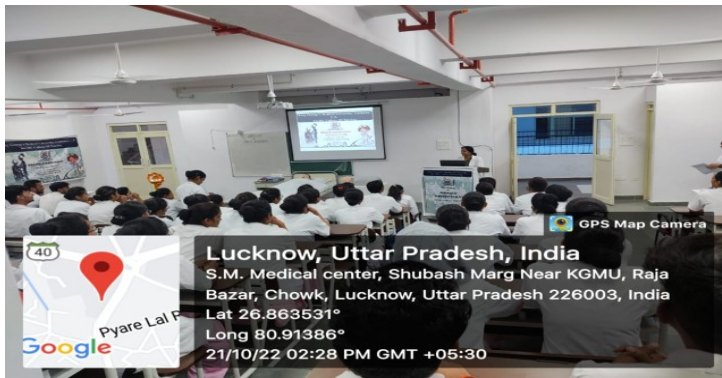 GPS Map Camera
40
Pyare Lal
Google
Lucknow, Uttar Pradesh, India
S.M. Medical center, Shubash Marg Near KGMU, Raja
Bazar, Chowk, Lucknow, Uttar Pradesh 226003, India
Lat 26.863531°
Long 80.91386°
21/10/22 02:28 PM GMT +05:30